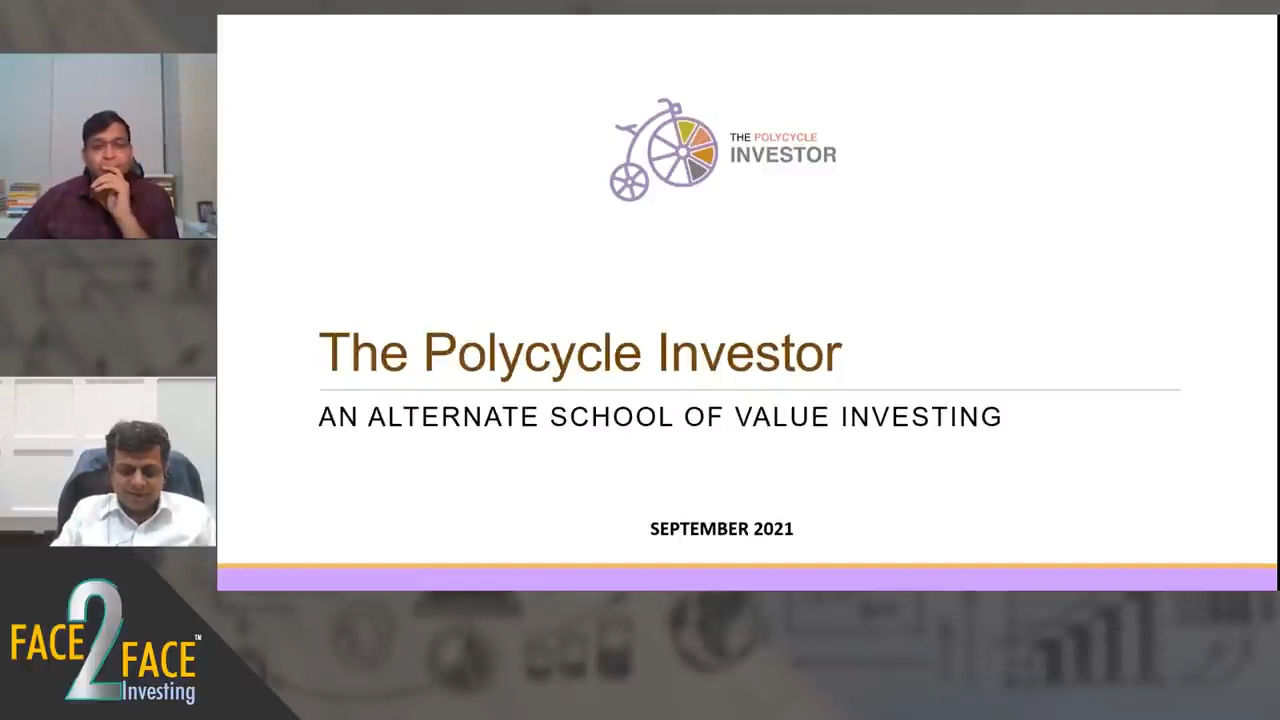 THE POLYCYCLE
INVESTOR
The Polycycle Investor
AN ALTERNATE SCHOOL OF VALUE INVESTING
SEPTEMBER 2021
FACE 2 FACE™
Investing